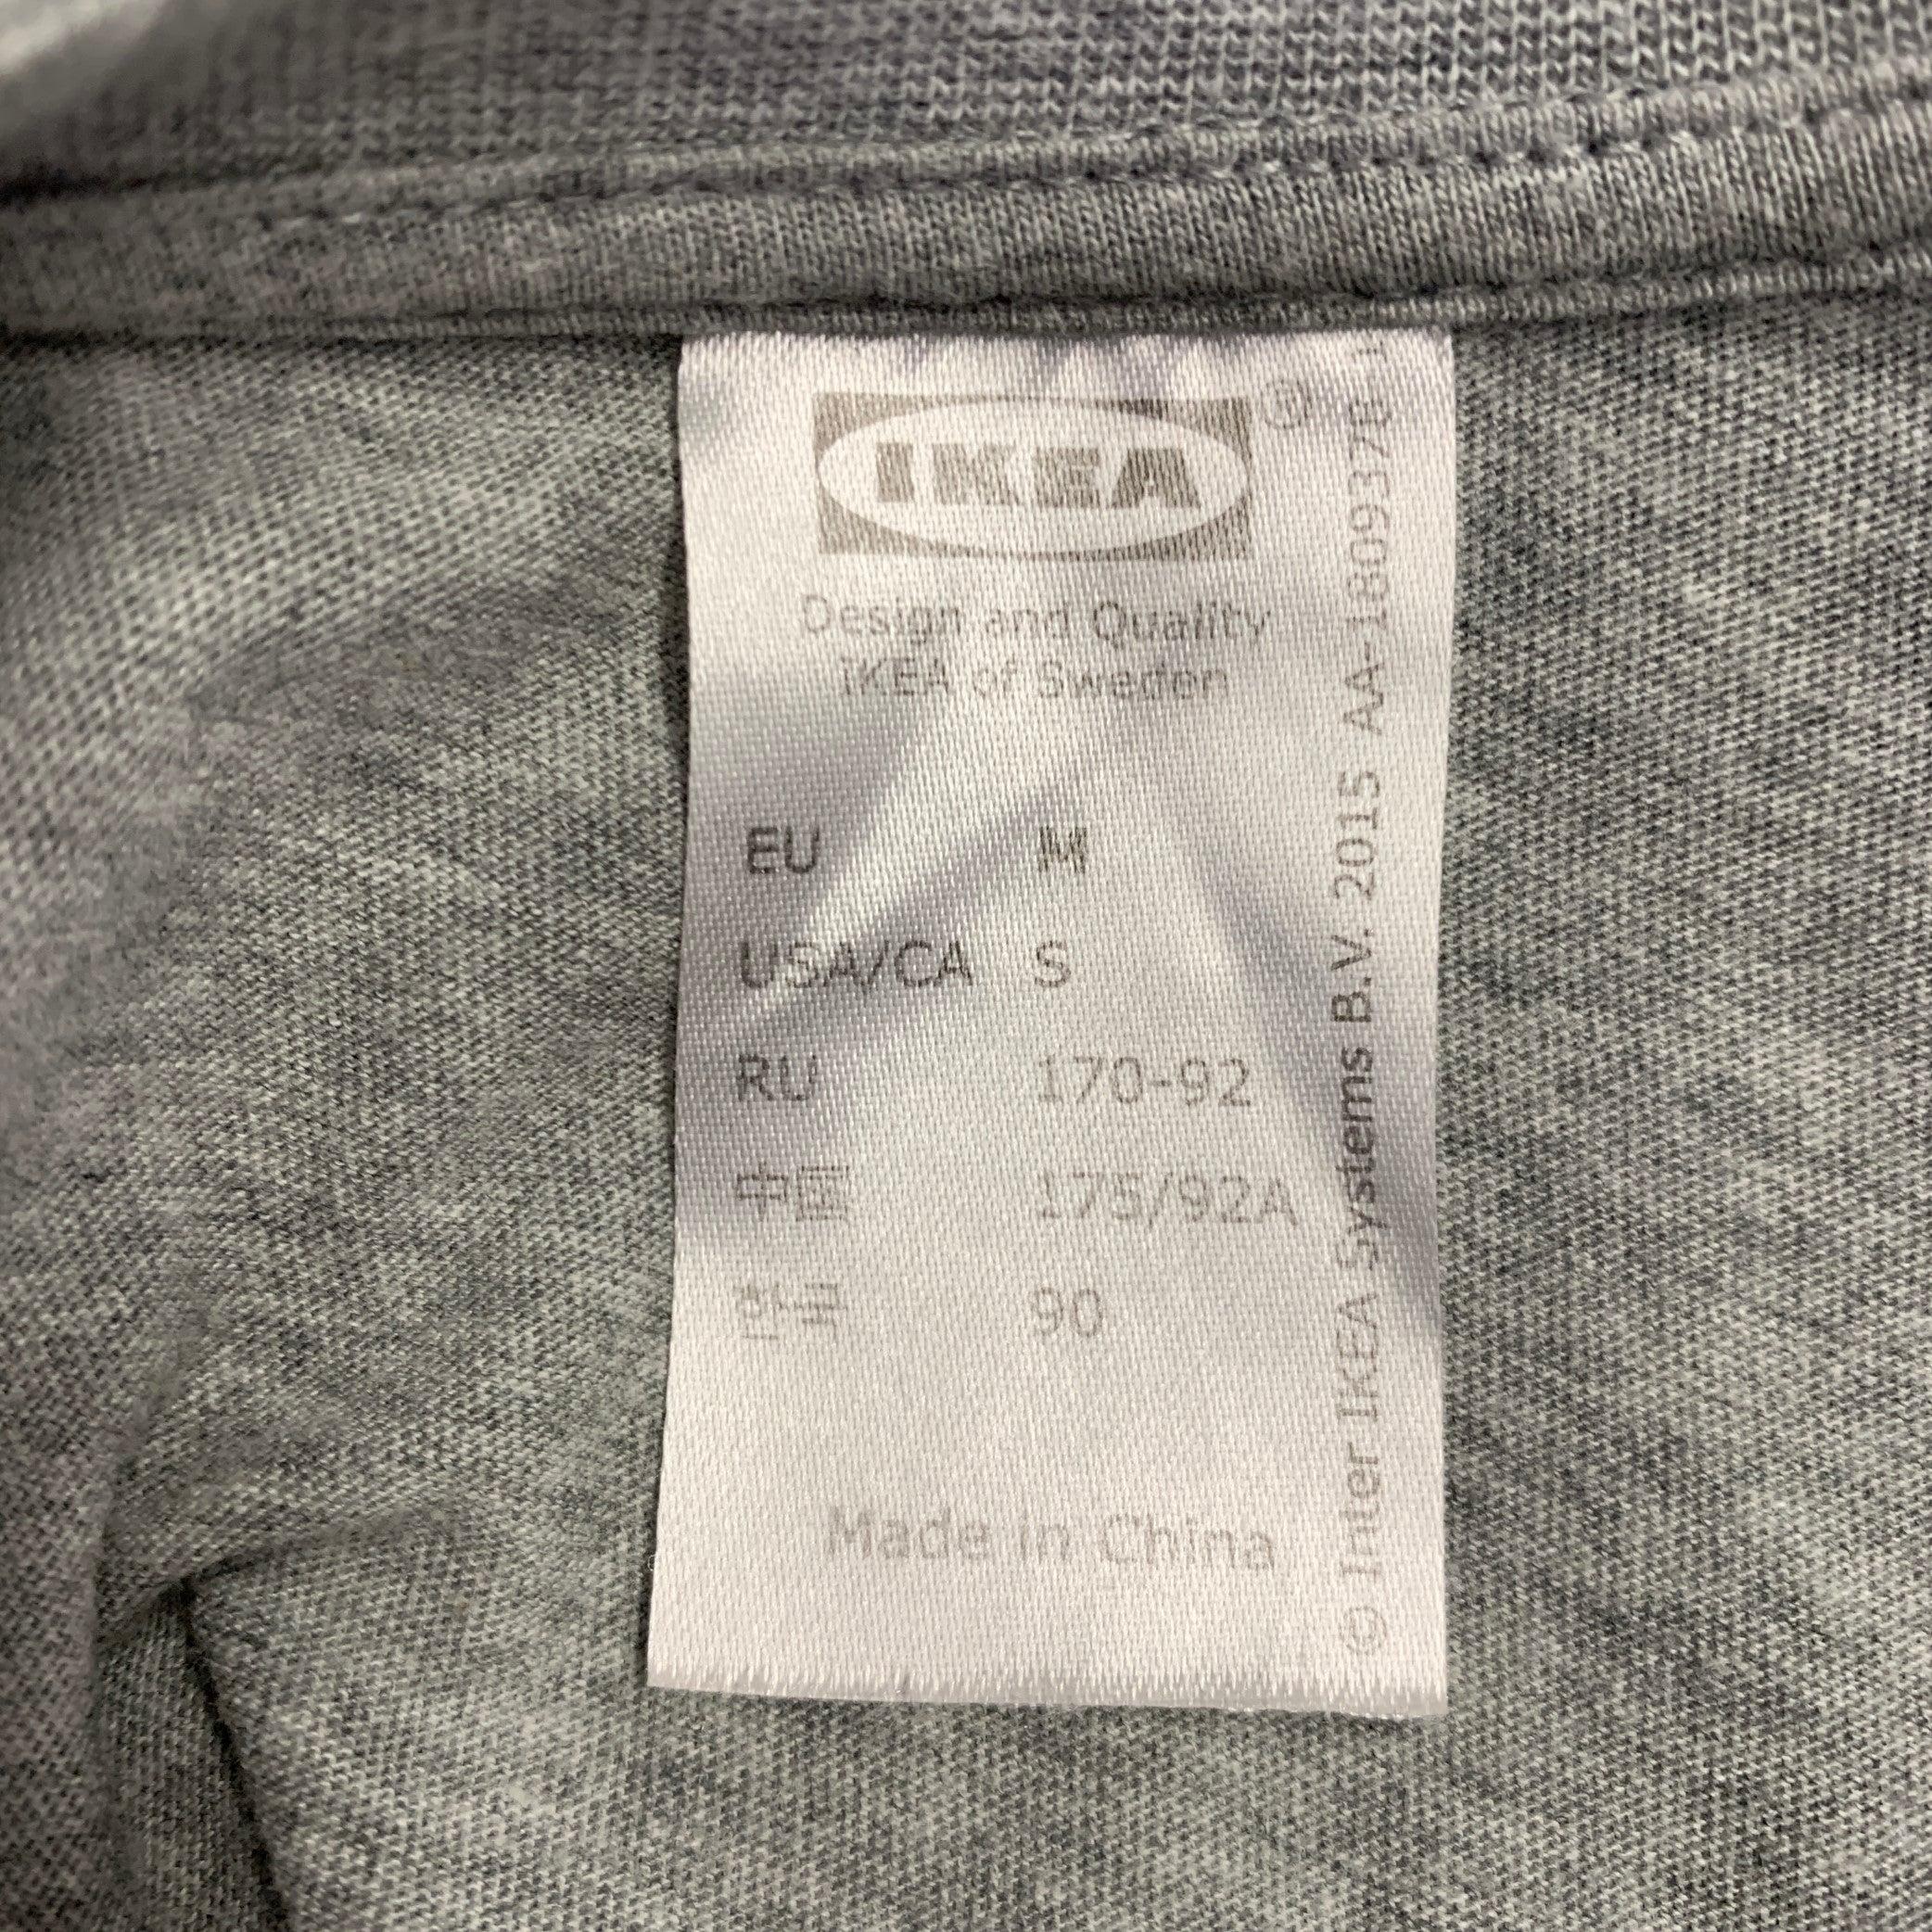 IKEA ®
Design and Quality
IKEA of Sweden
EU M
USA/CA S
RU 170-92
中国 175/92A
한국 90
Made in China
© Inter IKEA Systems B.V. 2015 AA-1809378